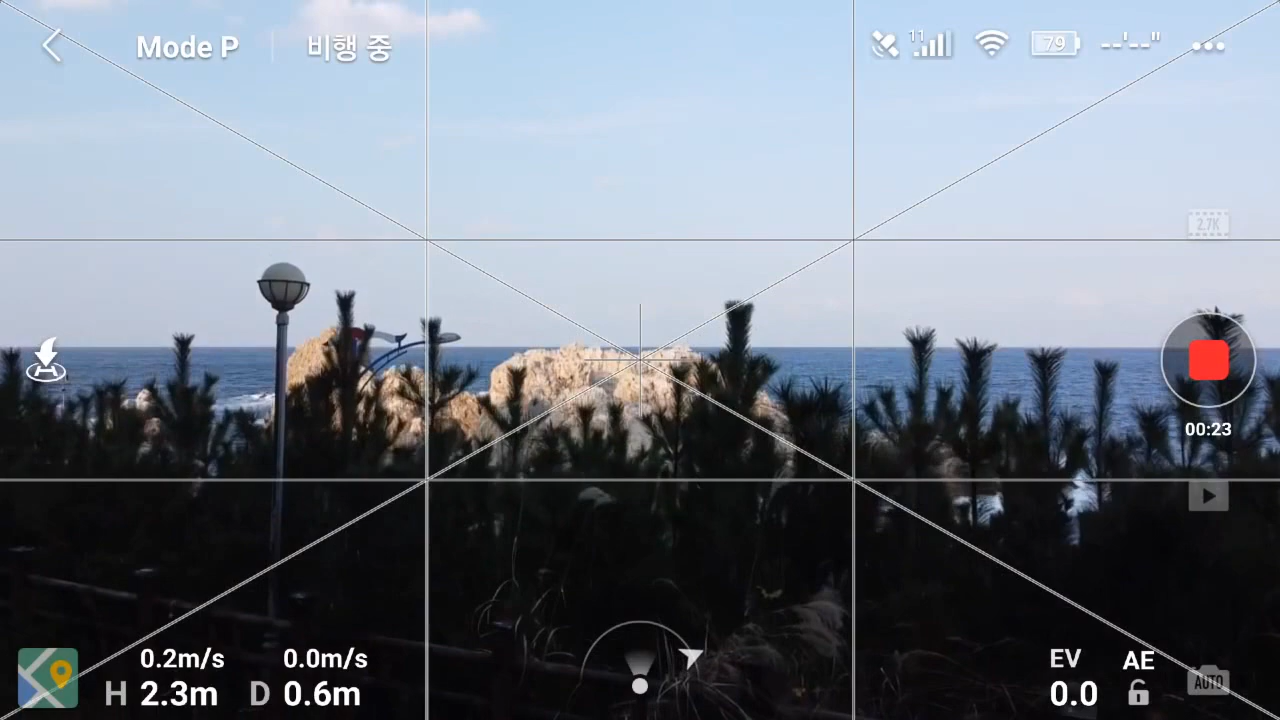 Mode P
비행 중
11
79
--'--"
2.7K
00:23
0.2m/s
0.0m/s
H 2.3m
D 0.6m
EV
0.0
AE
AUTO